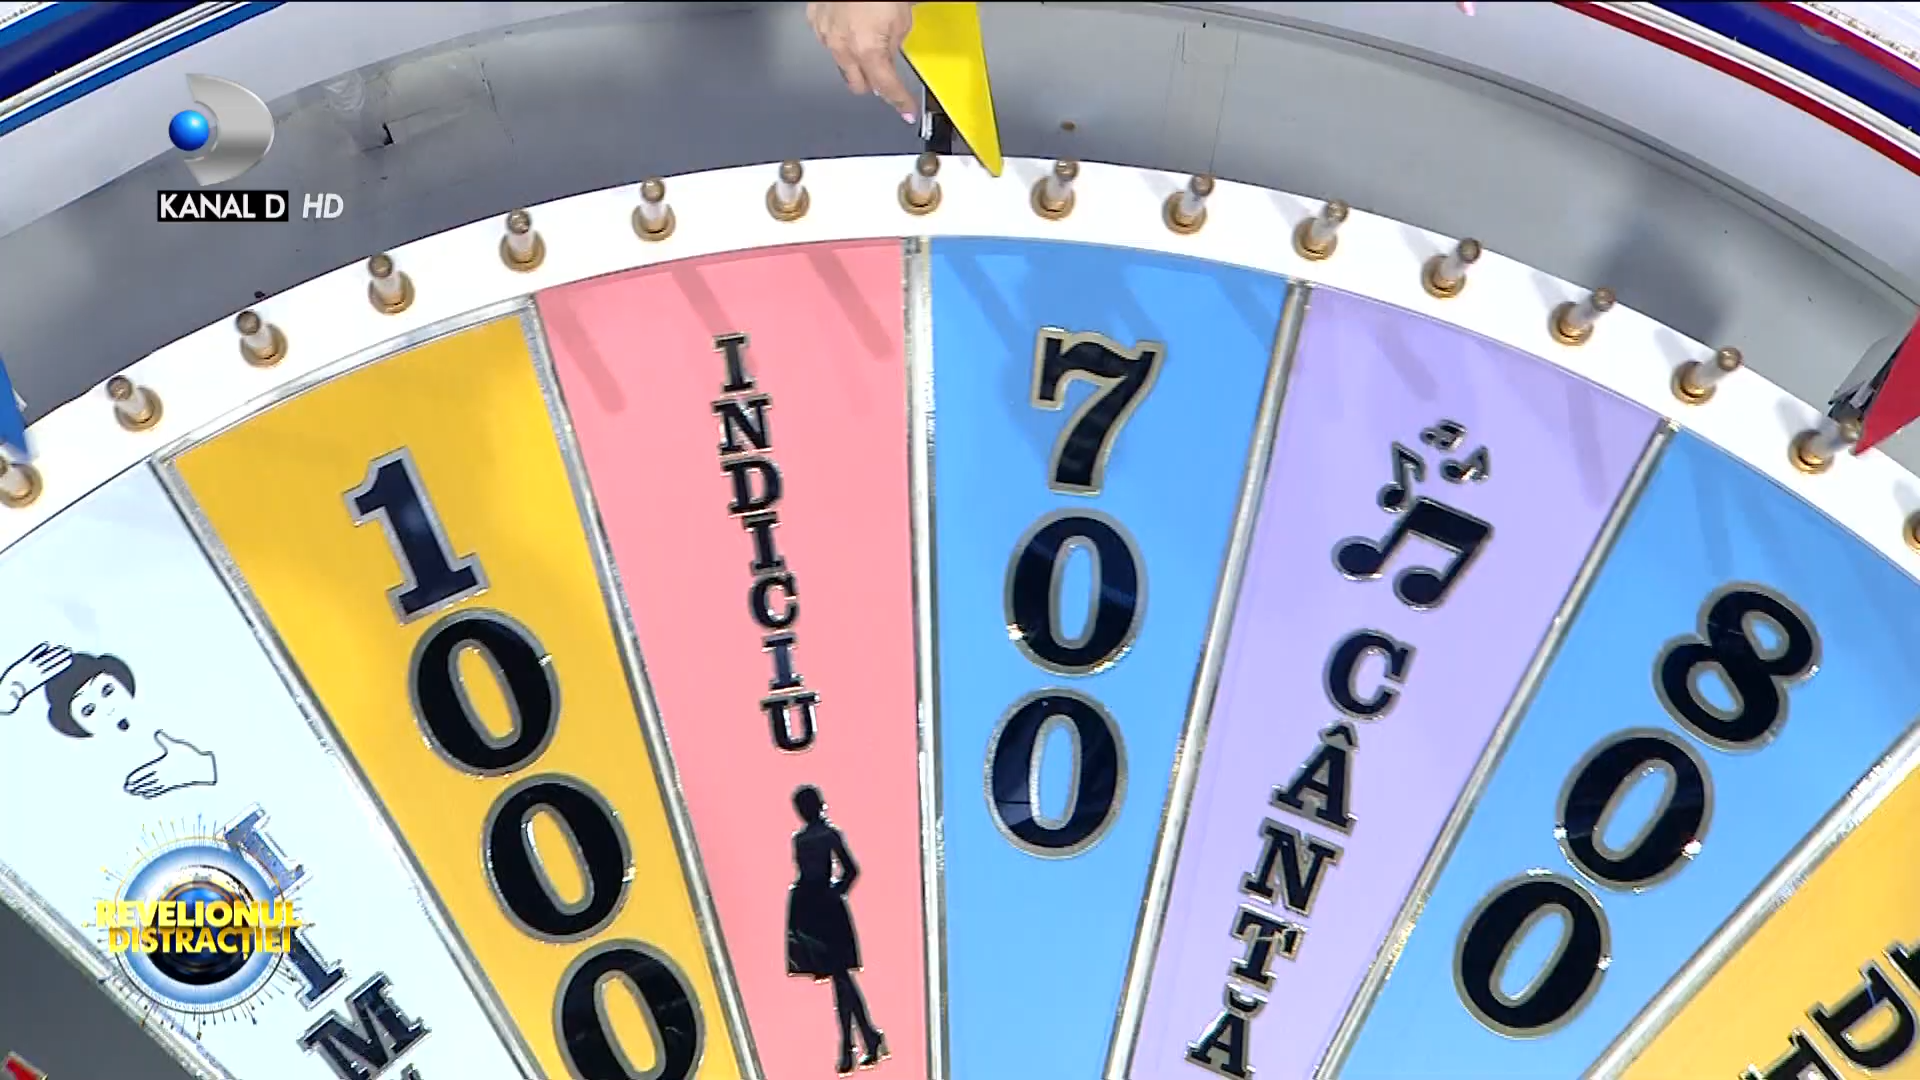 KANAL D HD
1000
INDICIU
700
CÂNTĂ
800
REVELIONUL
DISTRACȚIEI